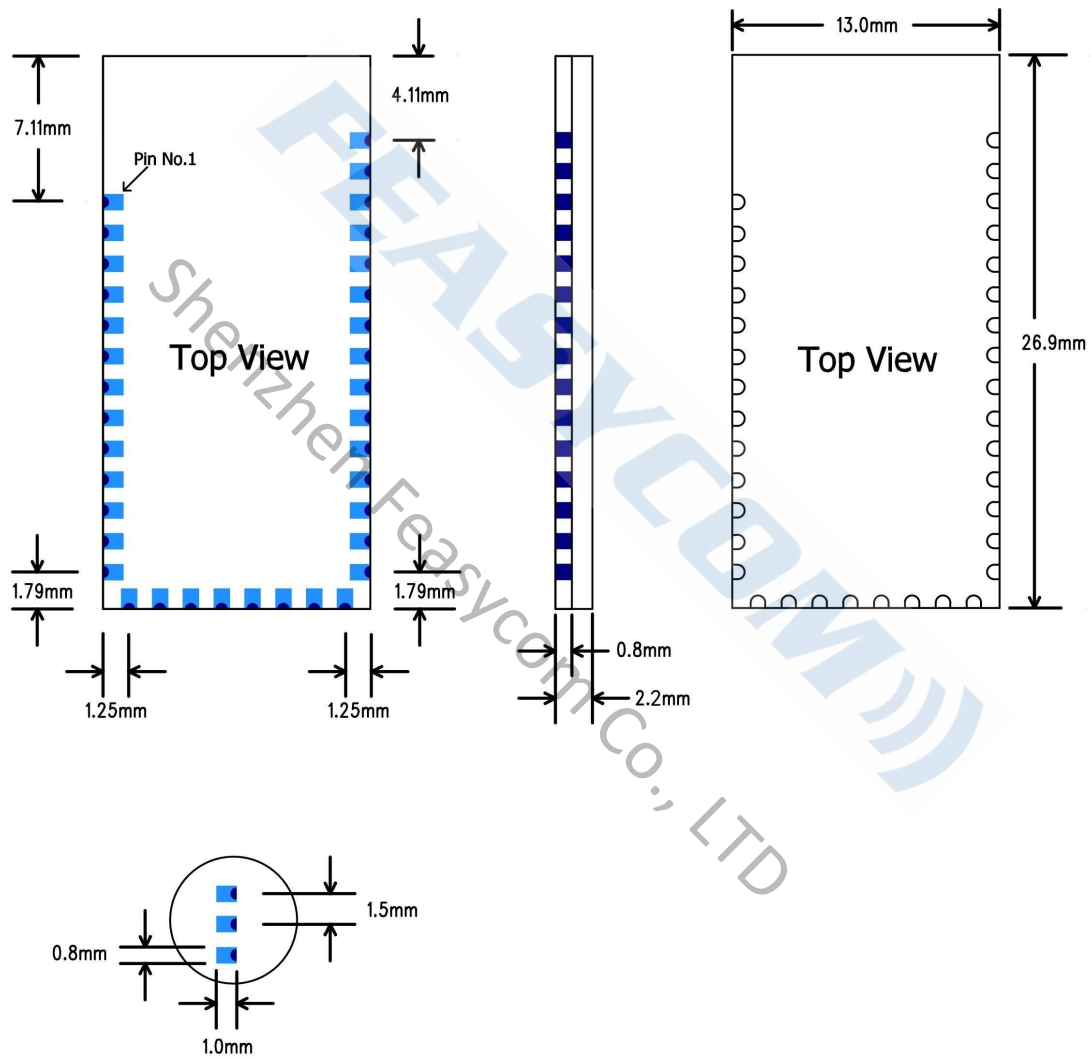 13.0mm
7.11mm
4.11mm
Pin No.1
Top View
Top View
26.9mm
1.79mm
1.79mm
1.25mm
1.25mm
0.8mm
2.2mm
1.5mm
0.8mm
1.0mm
FEASYCOM
Shenzhen Feasycom Co., LTD